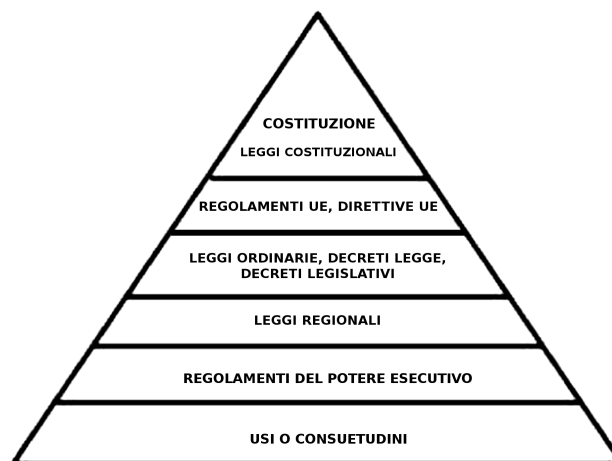 COSTITUZIONE
LEGGI COSTITUZIONALI
REGOLAMENTI UE, DIRETTIVE UE
LEGGI ORDINARIE, DECRETI LEGGE,
DECRETI LEGISLATIVI
LEGGI REGIONALI
REGOLAMENTI DEL POTERE ESECUTIVO
USI O CONSUETUDINI